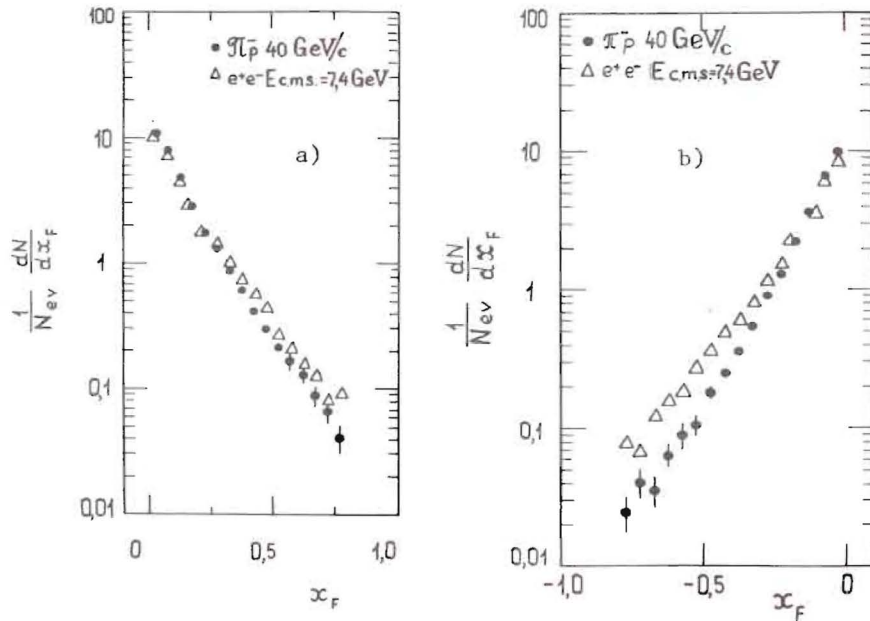 100
10
1
0,1
0,01
π⁻p 40 GeV/c
e⁺e⁻ E c.m.s.=7,4 GeV
a)
1/N_ev dN/dx_F
0 0,5 1,0
x_F
100
10
1
0,1
0,01
π⁻p 40 GeV/c
e⁺e⁻ E c.m.s=7,4 GeV
b)
1/N_ev dN/dx_F
-1,0 -0,5 0
x_F